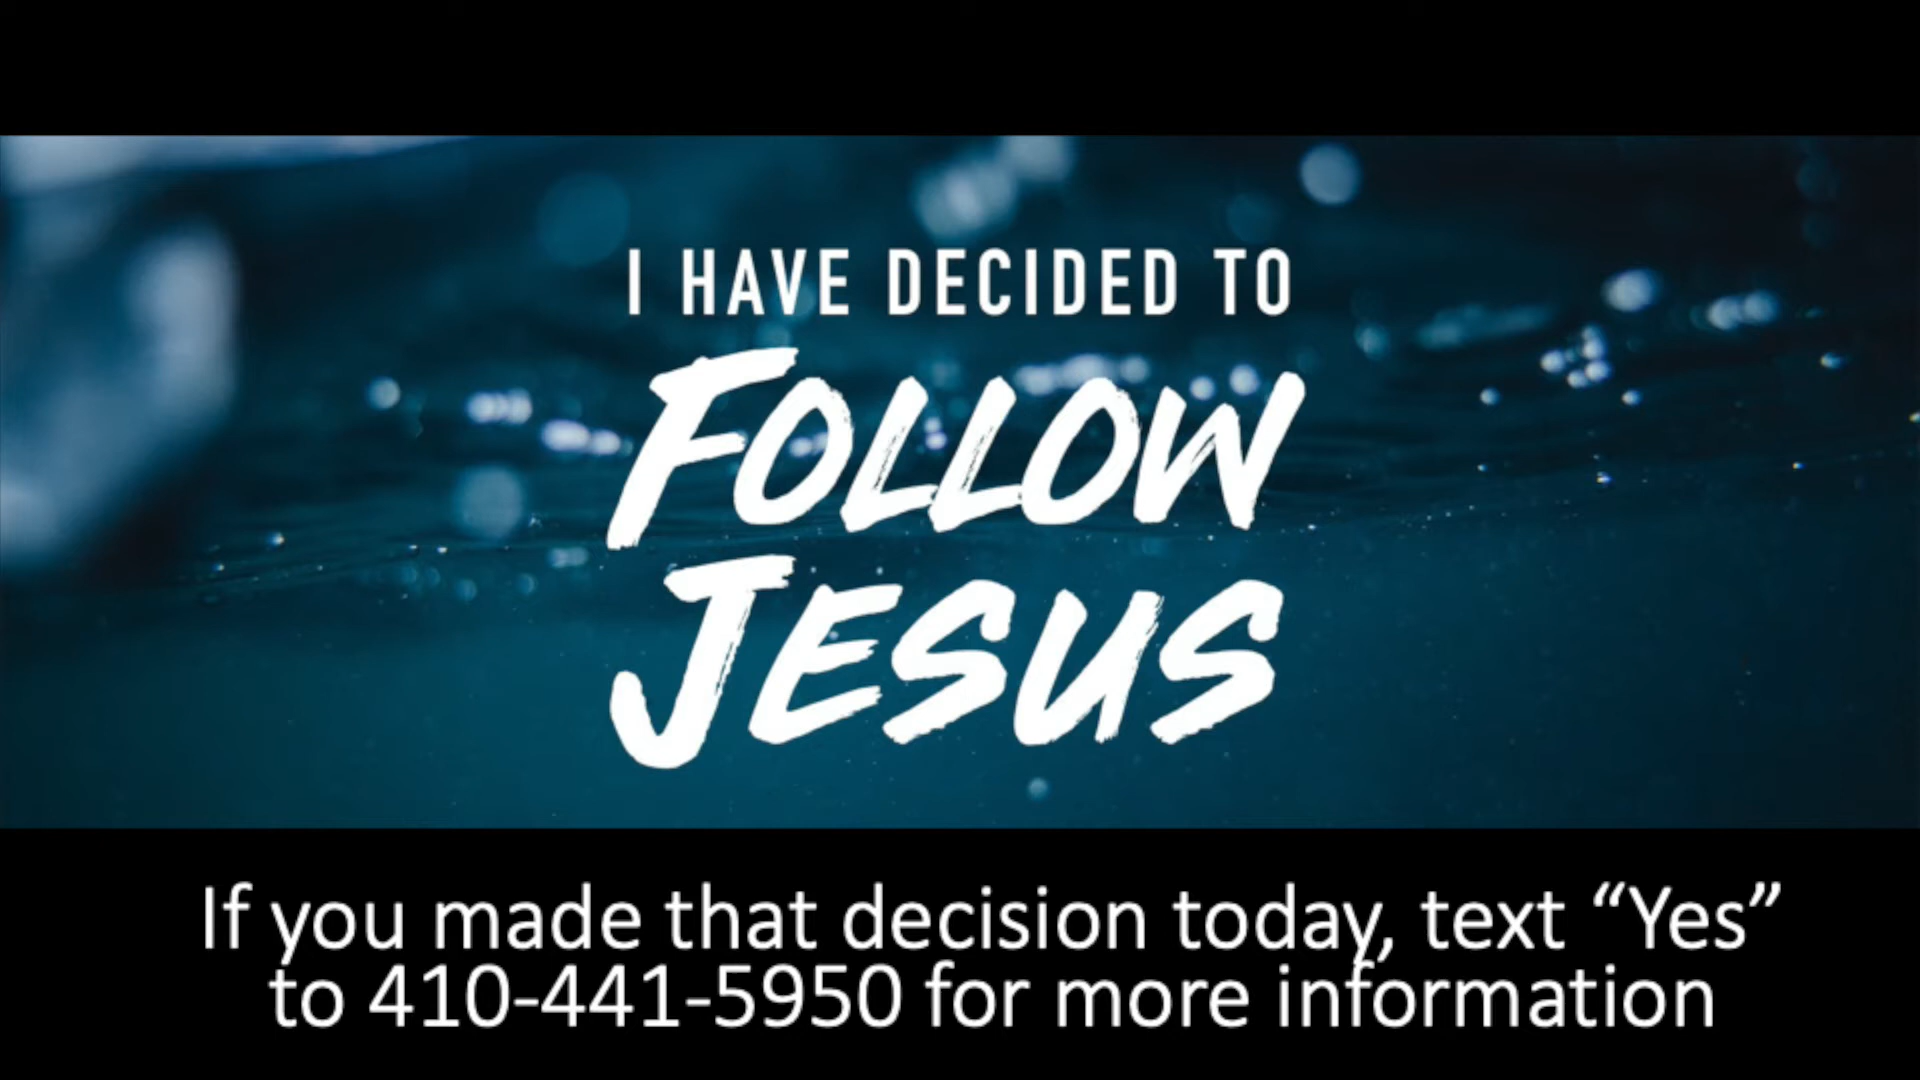 I HAVE DECIDED TO
FOLLOW
JESUS
If you made that decision today, text “Yes”
to 410-441-5950 for more information